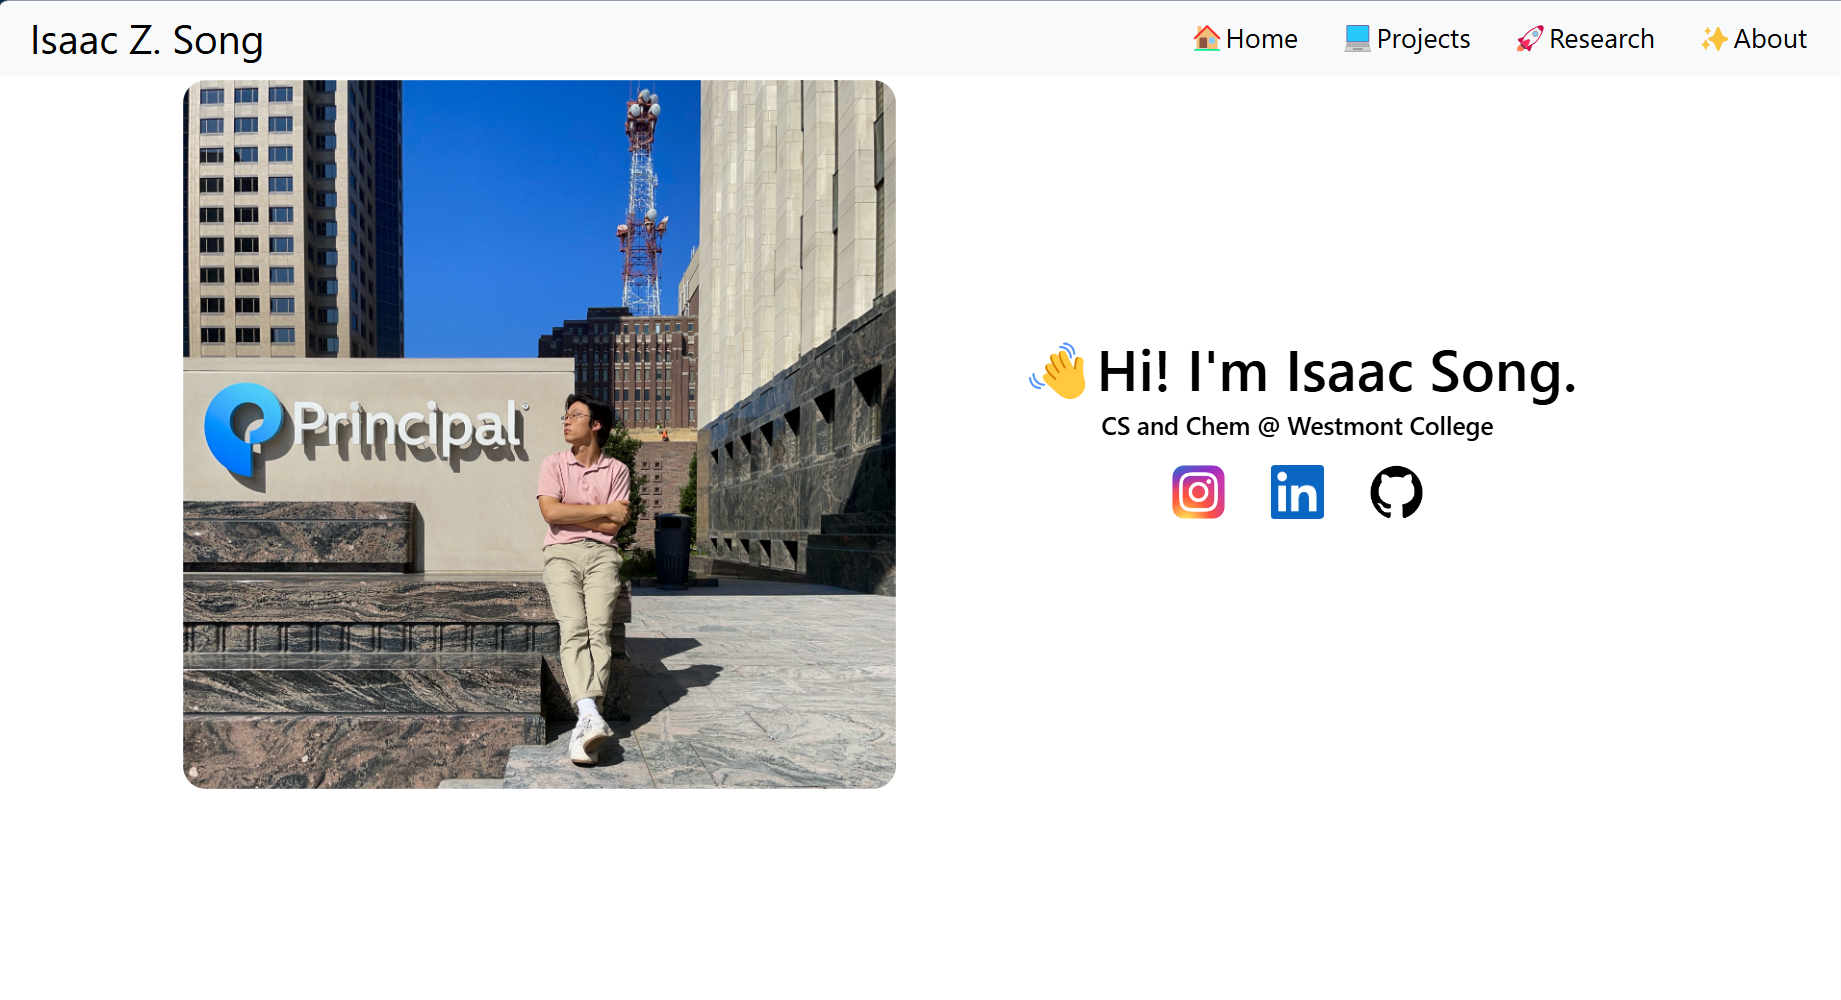 Isaac Z. Song
Home Projects Research About
Principal
Hi! I'm Isaac Song.
CS and Chem @ Westmont College
in